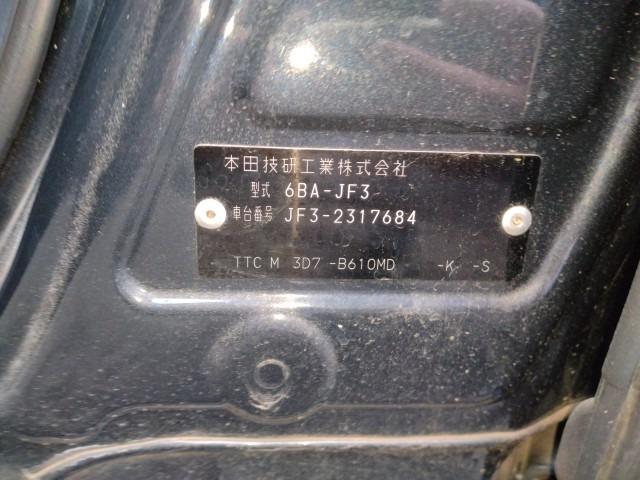 本田技研工業株式会社
型式 6BA-JF3
車台番号 JF3-2317684
TTC M 3D7 -B610MD -K -S